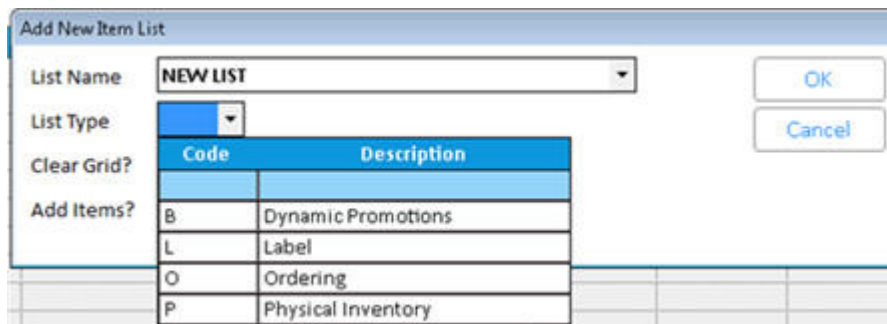 Add New Item List
List Name NEW LIST OK
List Type Cancel
Code Description
Clear Grid?
Add Items? B Dynamic Promotions
L Label
O Ordering
P Physical Inventory